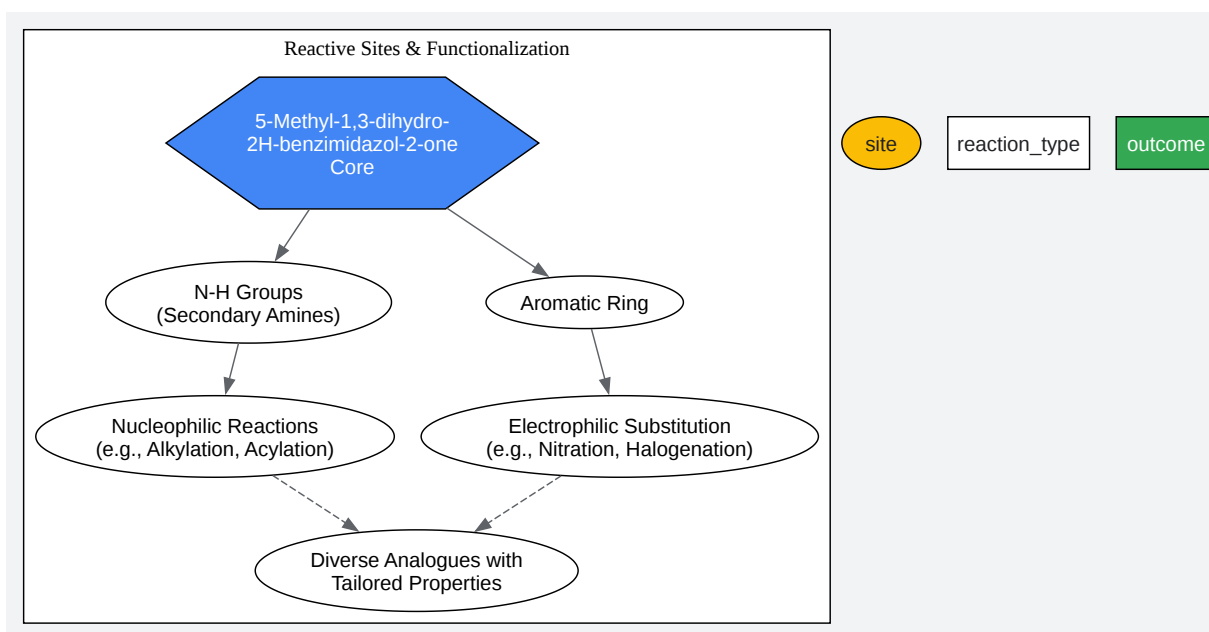 Reactive Sites & Functionalization
5-Methyl-1,3-dihydro-
2H-benzimidazol-2-one
Core
site
reaction_type
outcome
N-H Groups
(Secondary Amines)
Aromatic Ring
Nucleophilic Reactions
(e.g., Alkylation, Acylation)
Electrophilic Substitution
(e.g., Nitration, Halogenation)
Diverse Analogues with
Tailored Properties